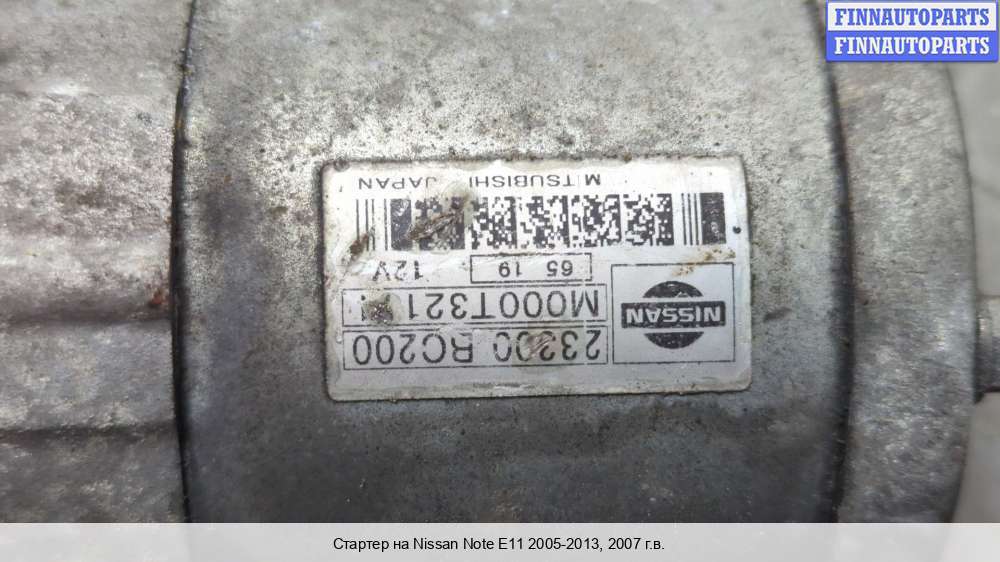 FINNAUTOPARTS
FINNAUTOPARTS
NISSAN
23300 BC200
65 19
12V
MITSUBISHI JAPAN
Стартер на Nissan Note E11 2005-2013, 2007 г.в.